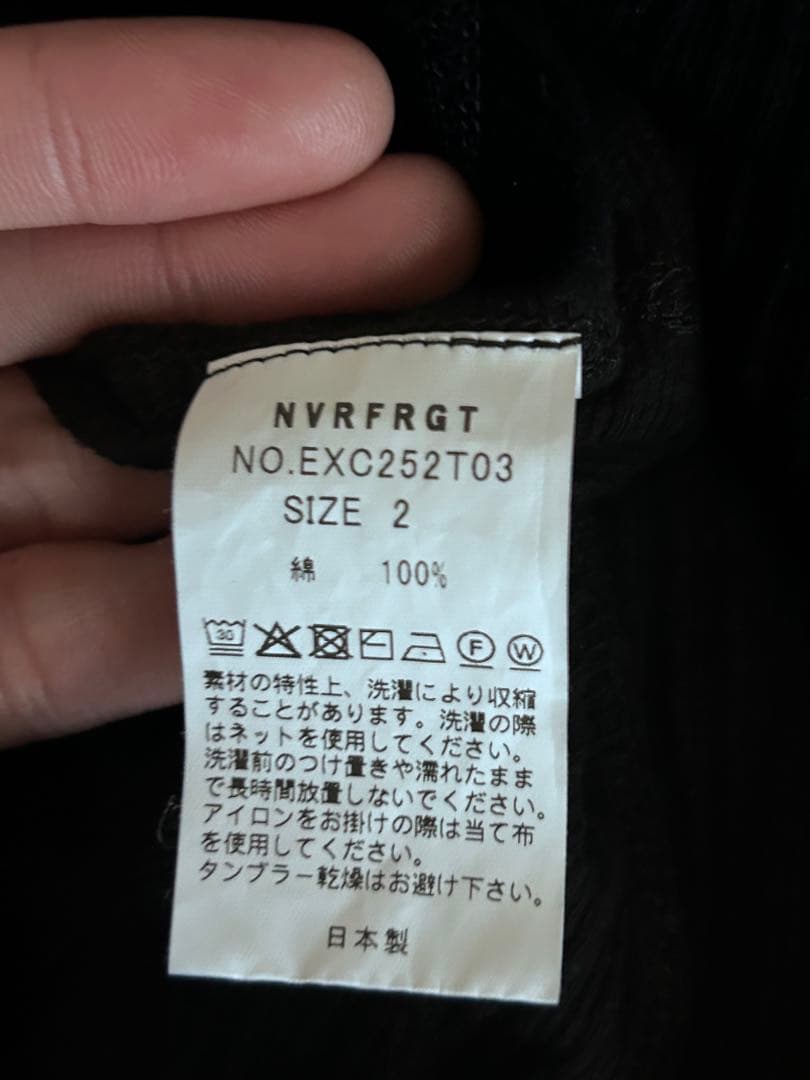 NVRFRGT
NO.EXC252T03
SIZE 2
綿 100%
30 F W
素材の特性上、洗濯により収縮
することがあります。洗濯の際
はネットを使用してください。
洗濯前のつけ置きや濡れたまま
で長時間放置しないでください。
アイロンをお掛けの際は当て布
を使用してください。
タンブラー乾燥はお避け下さい。
日本製